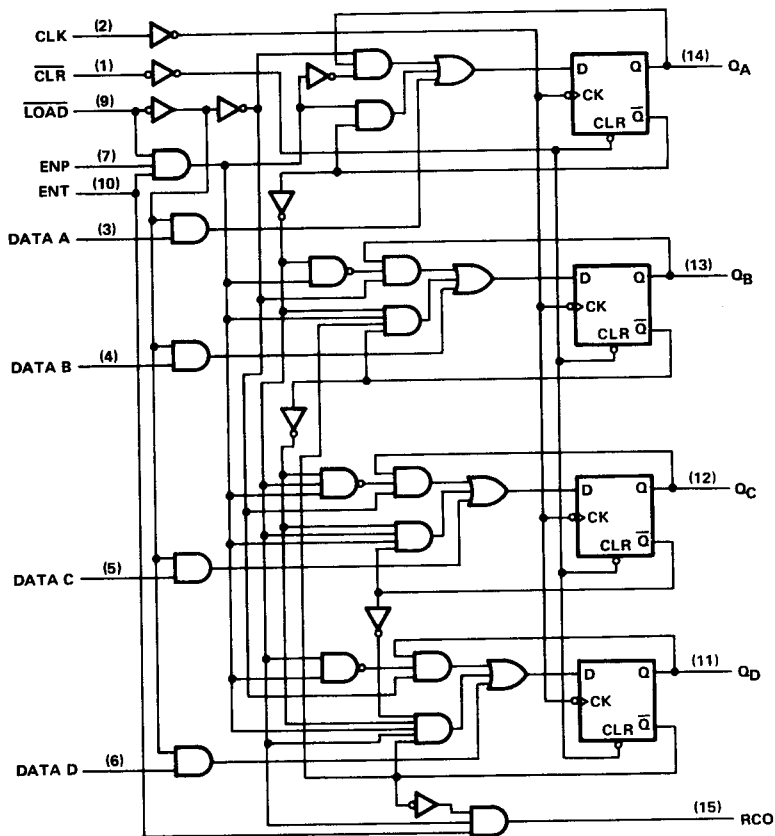 CLK (2)
CLR (1)
LOAD (9)
ENP (7)
ENT (10)
DATA A (3)
D Q (14) QA
CK
CLR Q
DATA B (4)
D Q (13) QB
CK
CLR Q
DATA C (5)
D Q (12) QC
CK
CLR Q
DATA D (6)
D Q (11) QD
CK
CLR Q
(15) RCO